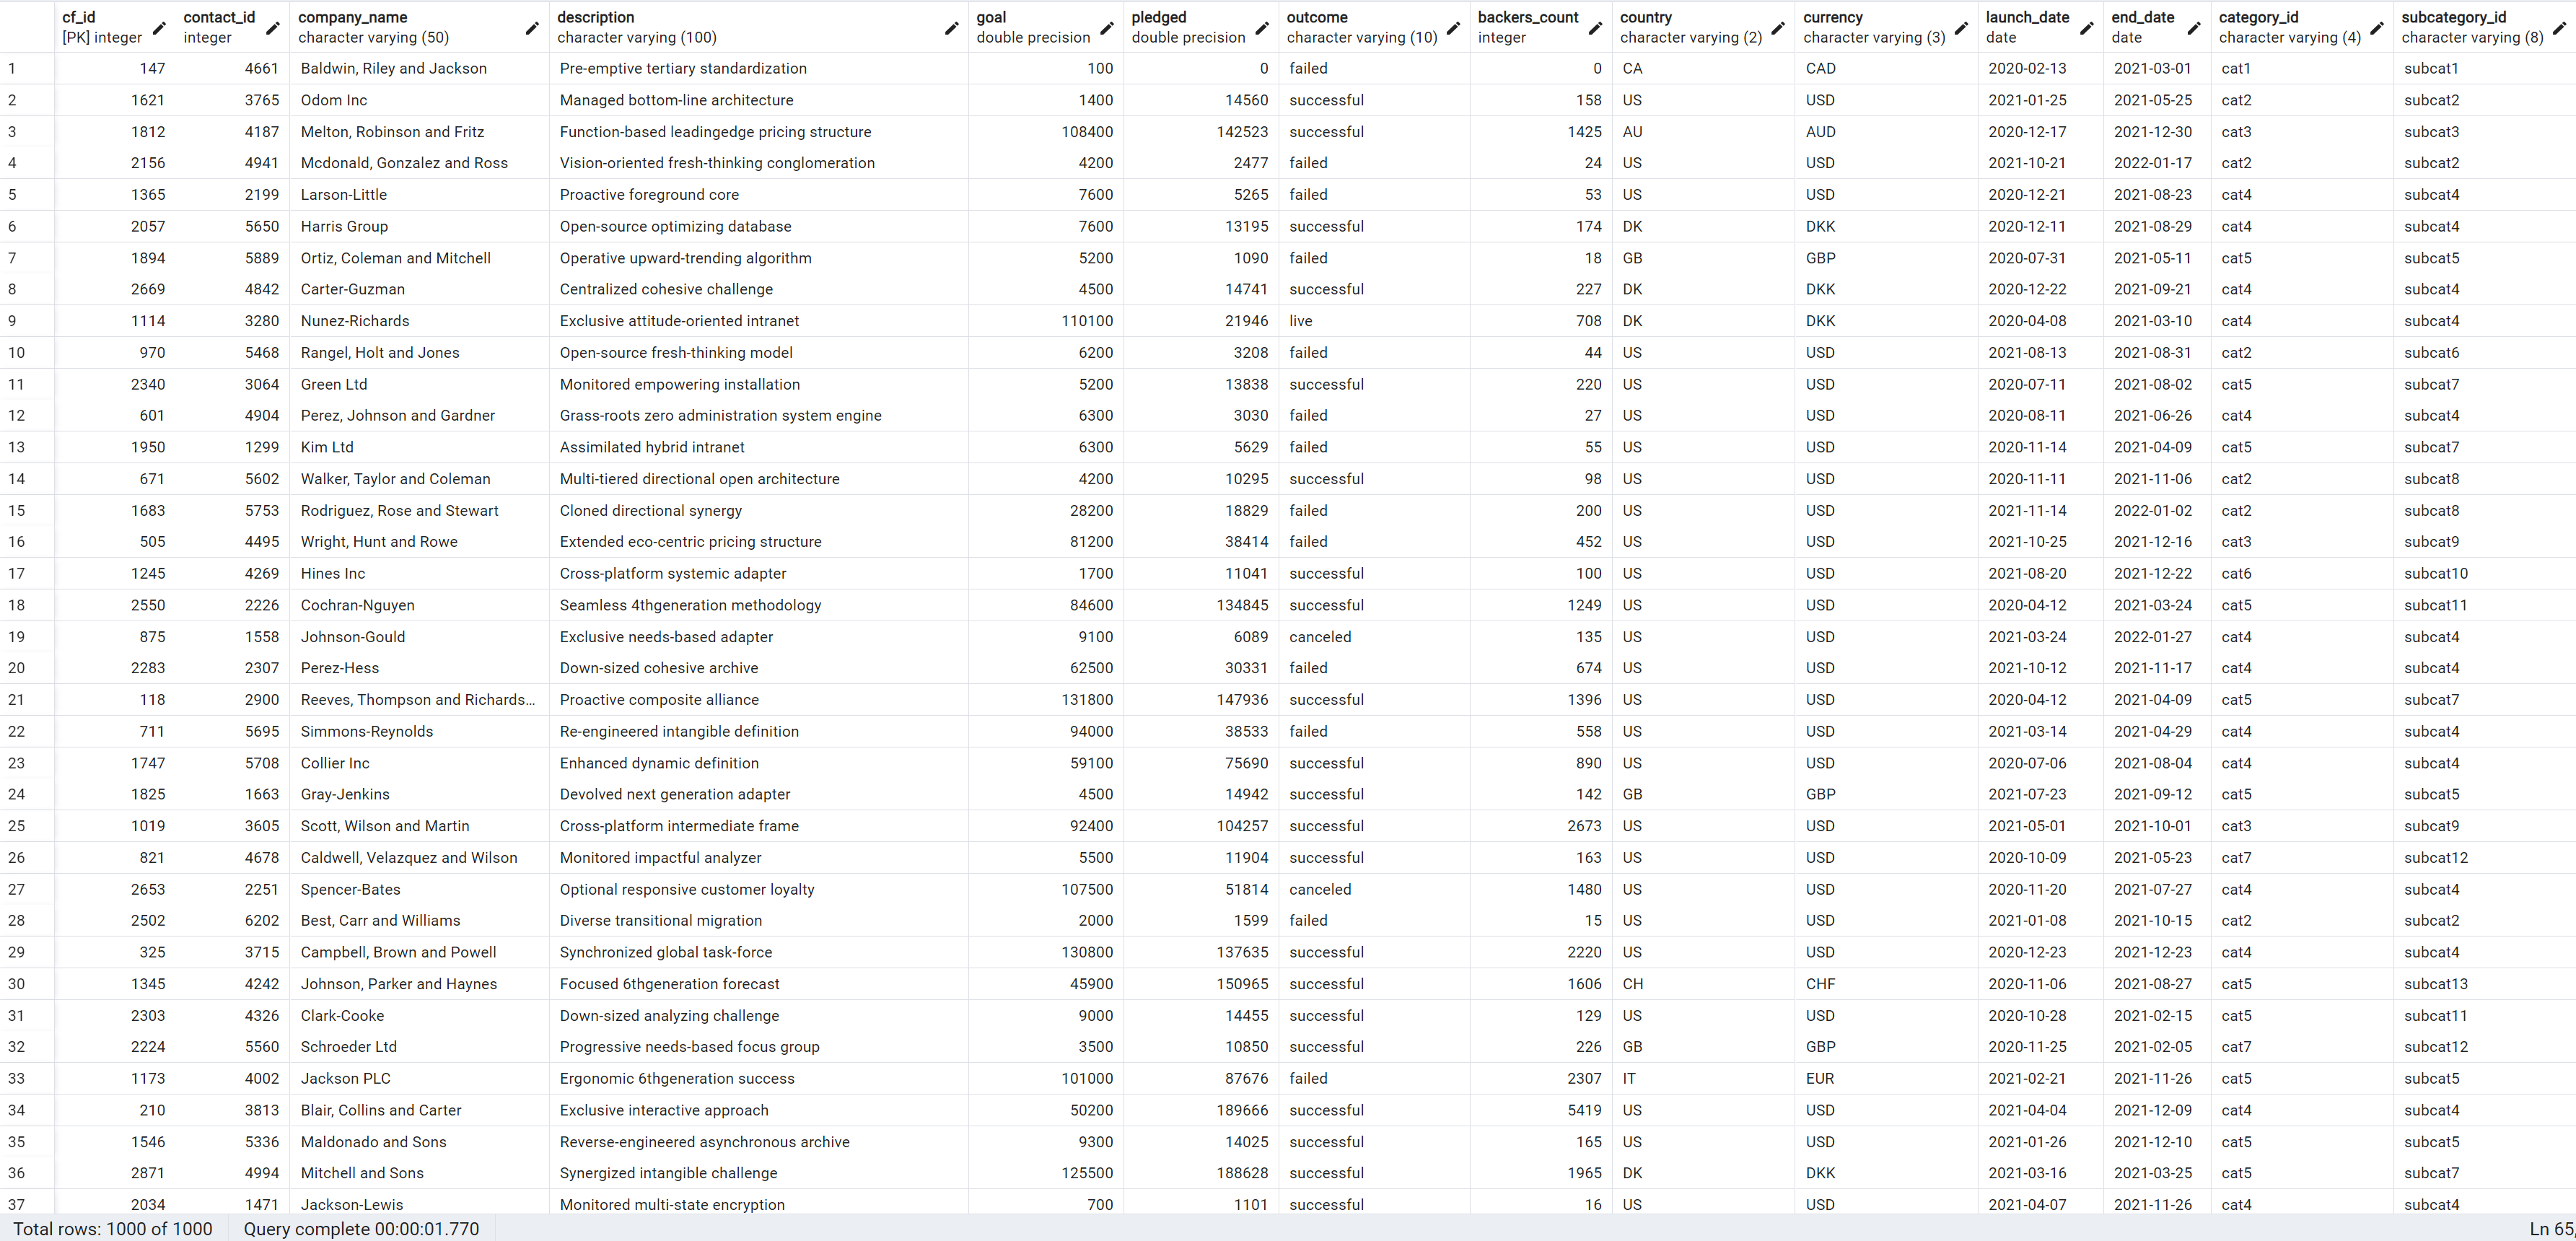 cf_id contact_id company_name description goal pledged outcome backers_count country currency launch_date end_date category_id subcategory_id
[PK] integer integer character varying (50) character varying (100) double precision double precision character varying (10) integer character varying (2) character varying (3) date date character varying (4) character varying (8)
1 147 4661 Baldwin, Riley and Jackson Pre-emptive tertiary standardization 100 0 failed 0 CA CAD 2020-02-13 2021-03-01 cat1 subcat1
2 1621 3765 Odom Inc Managed bottom-line architecture 1400 14560 successful 158 US USD 2021-01-25 2021-05-25 cat2 subcat2
3 1812 4187 Melton, Robinson and Fritz Function-based leadingedge pricing structure 108400 142523 successful 1425 AU AUD 2020-12-17 2021-12-30 cat3 subcat3
4 2156 4941 Mcdonald, Gonzalez and Ross Vision-oriented fresh-thinking conglomeration 4200 2477 failed 24 US USD 2021-10-21 2022-01-17 cat2 subcat2
5 1365 2199 Larson-Little Proactive foreground core 7600 5265 failed 53 US USD 2020-12-21 2021-08-23 cat4 subcat4
6 2057 5650 Harris Group Open-source optimizing database 7600 13195 successful 174 DK DKK 2020-12-11 2021-08-29 cat4 subcat4
7 1894 5889 Ortiz, Coleman and Mitchell Operative upward-trending algorithm 5200 1090 failed 18 GB GBP 2020-07-31 2021-05-11 cat5 subcat5
8 2669 4842 Carter-Guzman Centralized cohesive challenge 4500 14741 successful 227 DK DKK 2020-12-22 2021-09-21 cat4 subcat4
9 1114 3280 Nunez-Richards Exclusive attitude-oriented intranet 110100 21946 live 708 DK DKK 2020-04-08 2021-03-10 cat4 subcat4
10 970 5468 Rangel, Holt and Jones Open-source fresh-thinking model 6200 3208 failed 44 US USD 2021-08-13 2021-08-31 cat2 subcat6
11 2340 3064 Green Ltd Monitored empowering installation 5200 13838 successful 220 US USD 2020-07-11 2021-08-02 cat5 subcat7
12 601 4904 Perez, Johnson and Gardner Grass-roots zero administration system engine 6300 3030 failed 27 US USD 2020-08-11 2021-06-26 cat4 subcat4
13 1950 1299 Kim Ltd Assimilated hybrid intranet 6300 5629 failed 55 US USD 2020-11-14 2021-04-09 cat5 subcat7
14 671 5602 Walker, Taylor and Coleman Multi-tiered directional open architecture 4200 10295 successful 98 US USD 2020-11-11 2021-11-06 cat2 subcat8
15 1683 5753 Rodriguez, Rose and Stewart Cloned directional synergy 28200 18829 failed 200 US USD 2021-11-14 2022-01-02 cat2 subcat8
16 505 4495 Wright, Hunt and Rowe Extended eco-centric pricing structure 81200 38414 failed 452 US USD 2021-10-25 2021-12-16 cat3 subcat9
17 1245 4269 Hines Inc Cross-platform systemic adapter 1700 11041 successful 100 US USD 2021-08-20 2021-12-22 cat6 subcat10
18 2550 2226 Cochran-Nguyen Seamless 4thgeneration methodology 84600 134845 successful 1249 US USD 2020-04-12 2021-03-24 cat5 subcat11
19 875 1558 Johnson-Gould Exclusive needs-based adapter 9100 6089 canceled 135 US USD 2021-03-24 2022-01-27 cat4 subcat4
20 2283 2307 Perez-Hess Down-sized cohesive archive 62500 30331 failed 674 US USD 2021-10-12 2021-11-17 cat4 subcat4
21 118 2900 Reeves, Thompson and Richards... Proactive composite alliance 131800 147936 successful 1396 US USD 2020-04-12 2021-04-09 cat5 subcat7
22 711 5695 Simmons-Reynolds Re-engineered intangible definition 94000 38533 failed 558 US USD 2021-03-14 2021-04-29 cat4 subcat4
23 1747 5708 Collier Inc Enhanced dynamic definition 59100 75690 successful 890 US USD 2020-07-06 2021-08-04 cat4 subcat4
24 1825 1663 Gray-Jenkins Devolved next generation adapter 4500 14942 successful 142 GB GBP 2021-07-23 2021-09-12 cat5 subcat5
25 1019 3605 Scott, Wilson and Martin Cross-platform intermediate frame 92400 104257 successful 2673 US USD 2021-05-01 2021-10-01 cat3 subcat9
26 821 4678 Caldwell, Velazquez and Wilson Monitored impactful analyzer 5500 11904 successful 163 US USD 2020-10-09 2021-05-23 cat7 subcat12
27 2653 2251 Spencer-Bates Optional responsive customer loyalty 107500 51814 canceled 1480 US USD 2020-11-20 2021-07-27 cat4 subcat4
28 2502 6202 Best, Carr and Williams Diverse transitional migration 2000 1599 failed 15 US USD 2021-01-08 2021-10-15 cat2 subcat2
29 325 3715 Campbell, Brown and Powell Synchronized global task-force 130800 137635 successful 2220 US USD 2020-12-23 2021-12-23 cat4 subcat4
30 1345 4242 Johnson, Parker and Haynes Focused 6thgeneration forecast 45900 150965 successful 1606 CH CHF 2020-11-06 2021-08-27 cat5 subcat13
31 2303 4326 Clark-Cooke Down-sized analyzing challenge 9000 14455 successful 129 US USD 2020-10-28 2021-02-15 cat5 subcat11
32 2224 5560 Schroeder Ltd Progressive needs-based focus group 3500 10850 successful 226 GB GBP 2020-11-25 2021-02-05 cat7 subcat12
33 1173 4002 Jackson PLC Ergonomic 6thgeneration success 101000 87676 failed 2307 IT EUR 2021-02-21 2021-11-26 cat5 subcat5
34 210 3813 Blair, Collins and Carter Exclusive interactive approach 50200 189666 successful 5419 US USD 2021-04-04 2021-12-09 cat4 subcat4
35 1546 5336 Maldonado and Sons Reverse-engineered asynchronous archive 9300 14025 successful 165 US USD 2021-01-26 2021-12-10 cat5 subcat5
36 2871 4994 Mitchell and Sons Synergized intangible challenge 125500 188628 successful 1965 DK DKK 2021-03-16 2021-03-25 cat5 subcat7
37 2034 1471 Jackson-Lewis Monitored multi-state encryption 700 1101 successful 16 US USD 2021-04-07 2021-11-26 cat4 subcat4
Total rows: 1000 of 1000 Query complete 00:00:01.770 Ln 65,